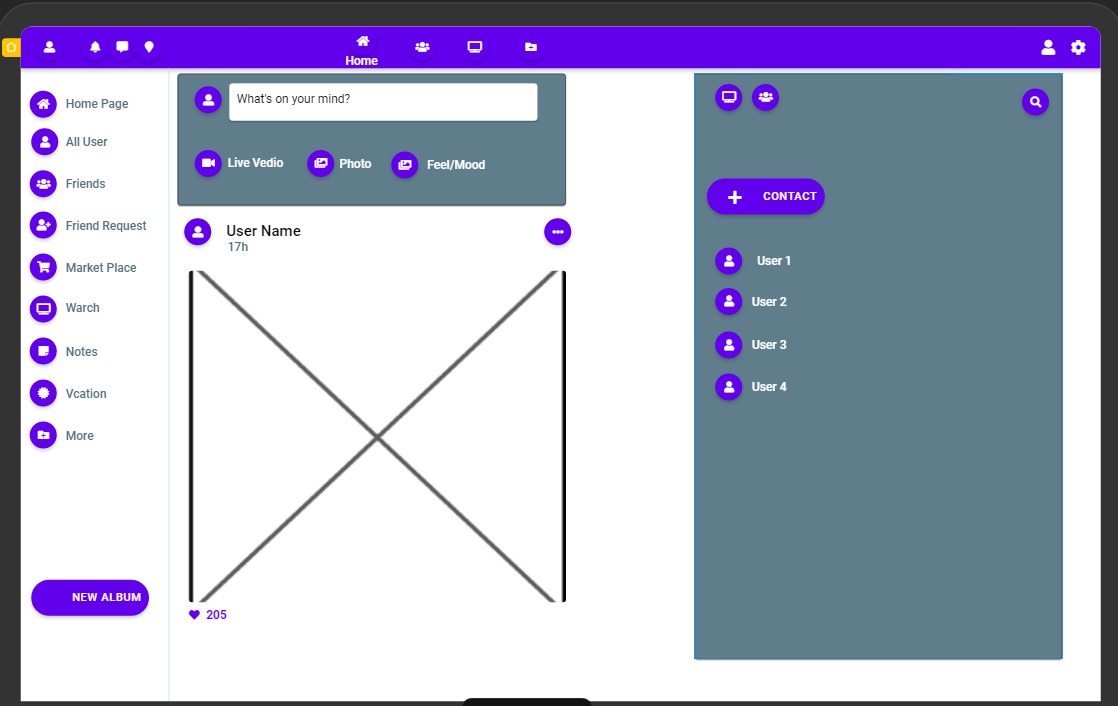 Home
Home Page
All User
Friends
Friend Request
Market Place
Warch
Notes
Vcation
More
NEW ALBUM
What's on your mind?
Live Vedio
Photo
Feel/Mood
User Name
17h
205
CONTACT
User 1
User 2
User 3
User 4